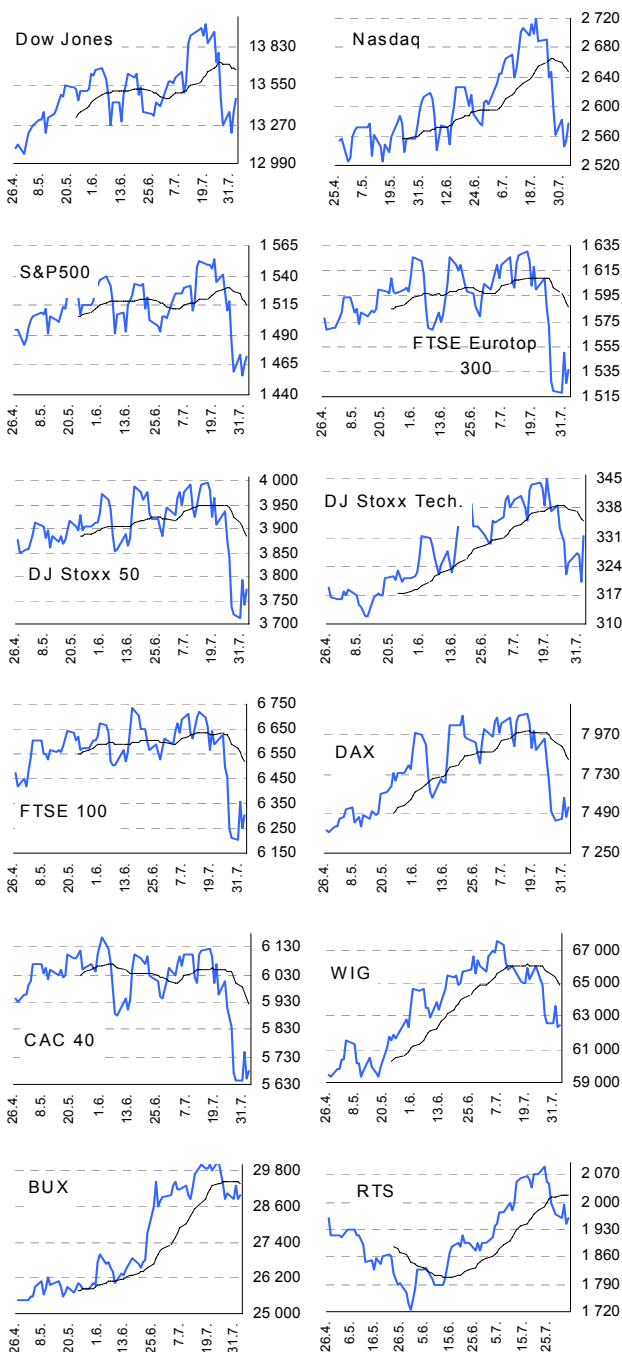 Dow Jones
13 830
13 550
13 270
12 990
26.4. 8.5. 20.5. 1.6. 13.6. 25.6. 7.7. 19.7. 31.7.
Nasdaq
2 720
2 680
2 640
2 600
2 560
2 520
25.4. 7.5. 19.5. 31.5. 12.6. 24.6. 6.7. 18.7. 30.7.
S&P500
1 565
1 540
1 515
1 490
1 465
1 440
26.4. 8.5. 20.5. 1.6. 13.6. 25.6. 7.7. 19.7. 31.7.
FTSE Eurotop
300
1 635
1 615
1 595
1 575
1 555
1 535
1 515
26.4. 8.5. 20.5. 1.6. 13.6. 25.6. 7.7. 19.7. 31.7.
DJ Stoxx 50
4 000
3 950
3 900
3 850
3 800
3 750
3 700
26.4. 8.5. 20.5. 1.6. 13.6. 25.6. 7.7. 19.7. 31.7.
DJ Stoxx Tech.
345
338
331
324
317
310
26.4. 8.5. 20.5. 1.6. 13.6. 25.6. 7.7. 19.7. 31.7.
FTSE 100
6 750
6 650
6 550
6 450
6 350
6 250
6 150
26.4. 8.5. 20.5. 1.6. 13.6. 25.6. 7.7. 19.7. 31.7.
DAX
7 970
7 730
7 490
7 250
26.4. 8.5. 20.5. 1.6. 13.6. 25.6. 7.7. 19.7. 31.7.
CAC 40
6 130
6 030
5 930
5 830
5 730
5 630
26.4. 8.5. 20.5. 1.6. 13.6. 25.6. 7.7. 19.7. 31.7.
WIG
67 000
65 000
63 000
61 000
59 000
26.4. 8.5. 20.5. 1.6. 13.6. 25.6. 7.7. 19.7. 31.7.
BUX
29 800
28 600
27 400
26 200
25 000
26.4. 8.5. 20.5. 1.6. 13.6. 25.6. 7.7. 19.7. 31.7.
RTS
2 070
2 000
1 930
1 860
1 790
1 720
26.4. 6.5. 16.5. 26.5. 5.6. 15.6. 25.6. 5.7. 15.7. 25.7.